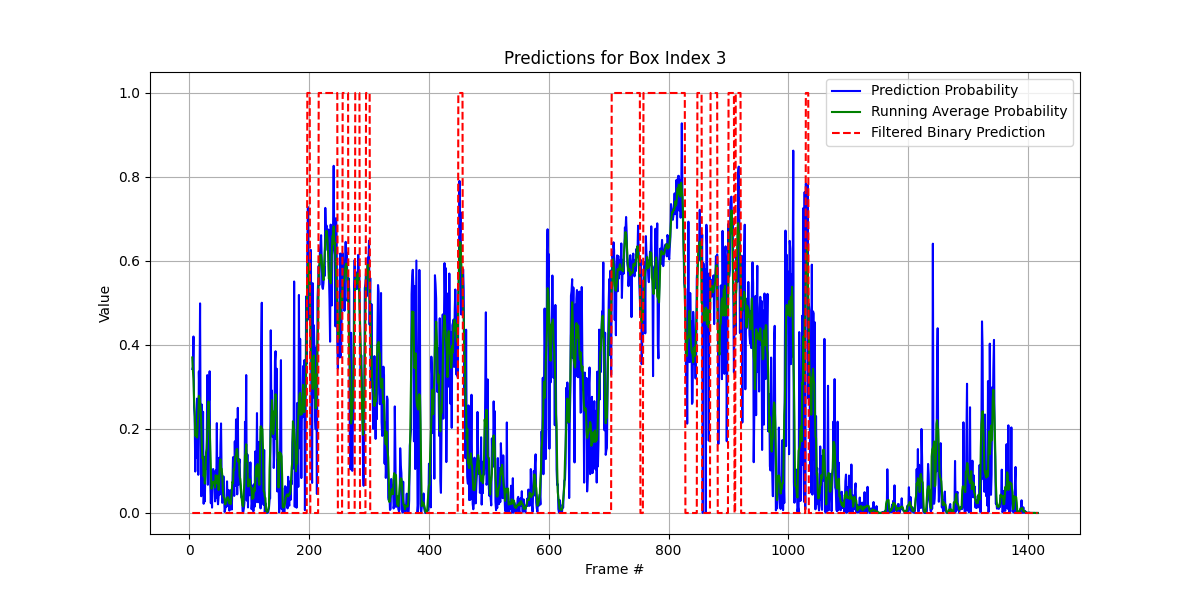 Predictions for Box Index 3
Prediction Probability
Running Average Probability
Filtered Binary Prediction
Value
1.0
0.8
0.6
0.4
0.2
0.0
0 200 400 600 800 1000 1200 1400
Frame #